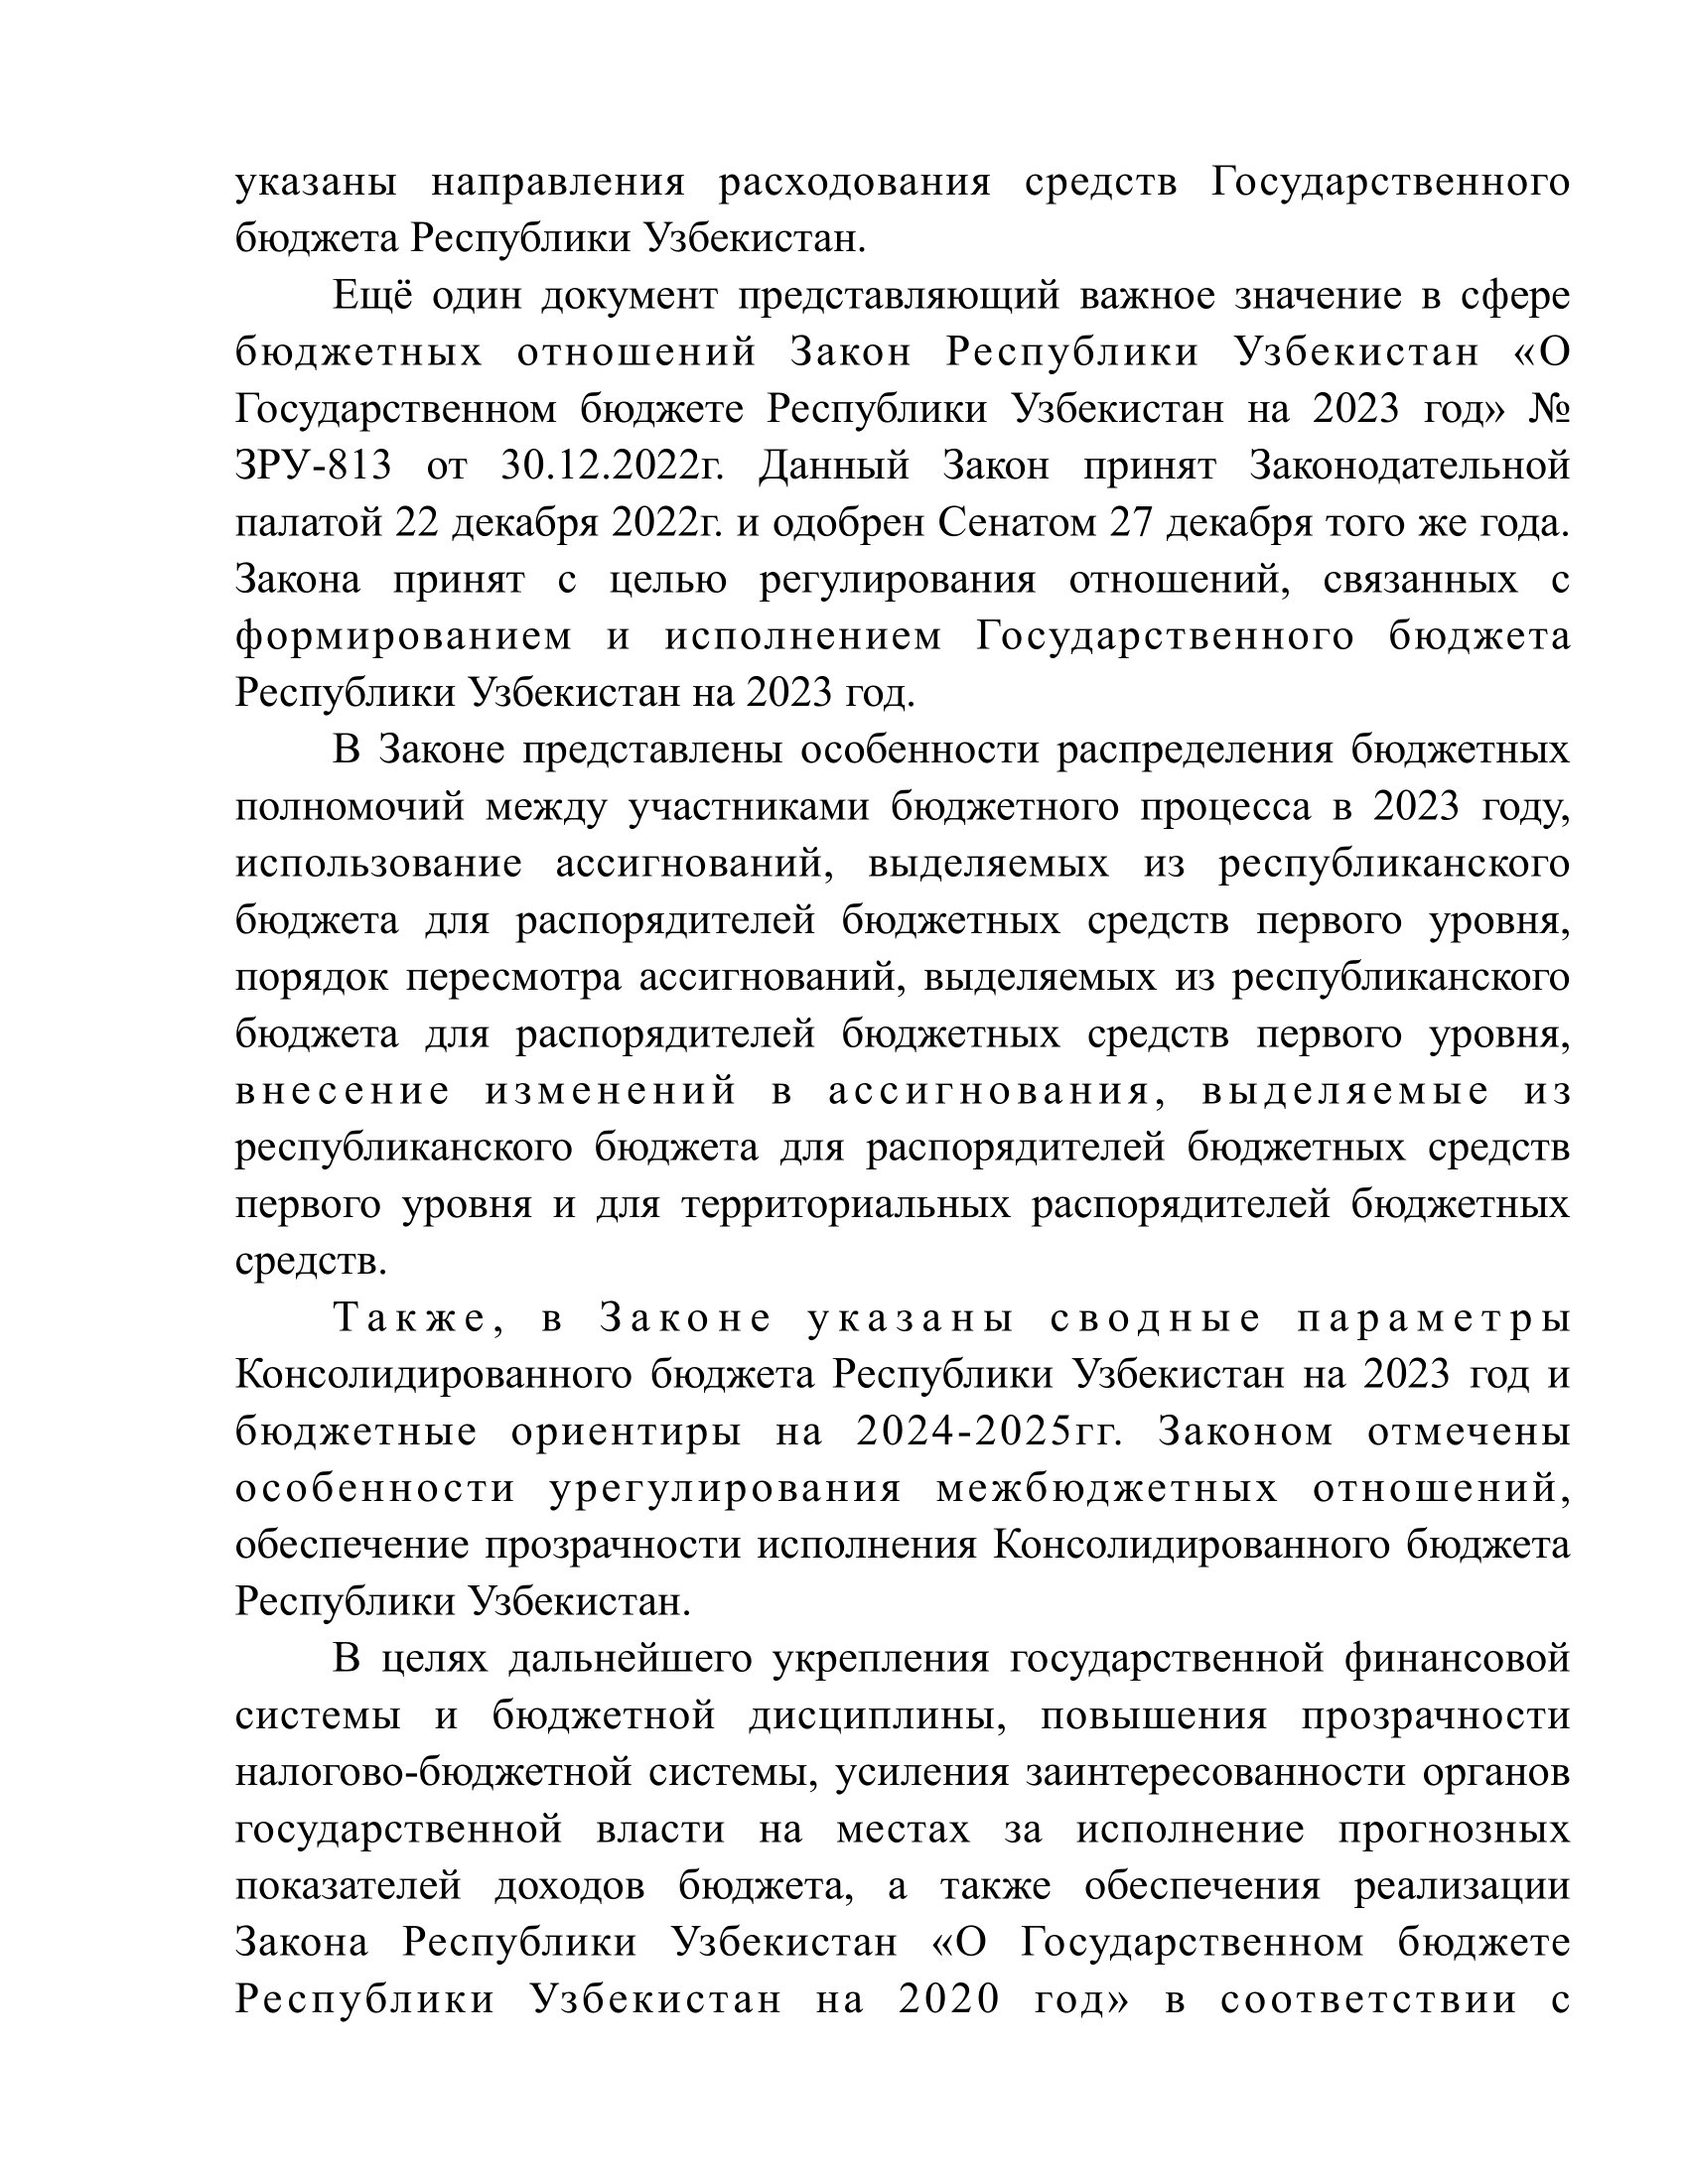 указаны направления расходования средств Государственного
бюджета Республики Узбекистан.
Ещё один документ представляющий важное значение в сфере
бюджетных отношений Закон Республики Узбекистан «О
Государственном бюджете Республики Узбекистан на 2023 год» №
ЗРУ-813 от 30.12.2022г. Данный Закон принят Законодательной
палатой 22 декабря 2022г. и одобрен Сенатом 27 декабря того же года.
Закона принят с целью регулирования отношений, связанных с
формированием и исполнением Государственного бюджета
Республики Узбекистан на 2023 год.
В Законе представлены особенности распределения бюджетных
полномочий между участниками бюджетного процесса в 2023 году,
использование ассигнований, выделяемых из республиканского
бюджета для распорядителей бюджетных средств первого уровня,
порядок пересмотра ассигнований, выделяемых из республиканского
бюджета для распорядителей бюджетных средств первого уровня,
внесение изменений в ассигнования, выделяемые из
республиканского бюджета для распорядителей бюджетных средств
первого уровня и для территориальных распорядителей бюджетных
средств.
Также, в Законе указаны сводные параметры
Консолидированного бюджета Республики Узбекистан на 2023 год и
бюджетные ориентиры на 2024-2025гг. Законом отмечены
особенности урегулирования межбюджетных отношений,
обеспечение прозрачности исполнения Консолидированного бюджета
Республики Узбекистан.
В целях дальнейшего укрепления государственной финансовой
системы и бюджетной дисциплины, повышения прозрачности
налогово-бюджетной системы, усиления заинтересованности органов
государственной власти на местах за исполнение прогнозных
показателей доходов бюджета, а также обеспечения реализации
Закона Республики Узбекистан «О Государственном бюджете
Республики Узбекистан на 2020 год» в соответствии с